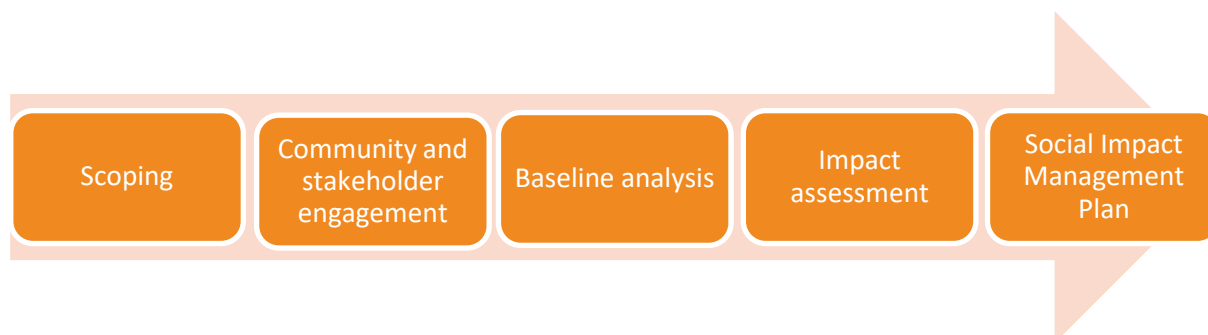 Scoping
Community and
stakeholder
engagement
Baseline analysis
Impact
assessment
Social Impact
Management
Plan